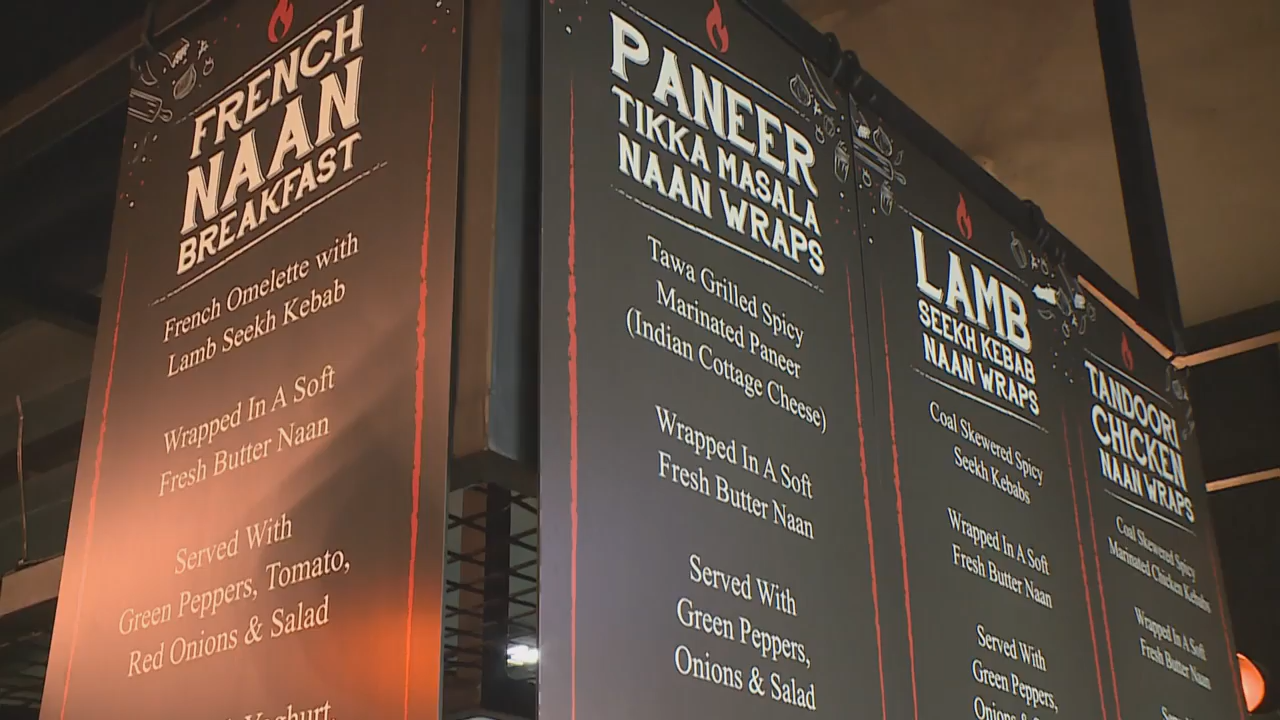 FRENCH
NAAN
BREAKFAST
French Omelette with
Lamb Seekh Kebab
Wrapped In A Soft
Fresh Butter Naan
Served With
Green Peppers, Tomato,
Red Onions & Salad
Yoghurt,
PANEER
TIKKA MASALA
NAAN WRAPS
Tawa Grilled Spicy
Marinated Paneer
(Indian Cottage Cheese)
Wrapped In A Soft
Fresh Butter Naan
Served With
Green Peppers,
Onions & Salad
LAMB
SEEKH KEBAB
NAAN WRAPS
Coal Skewered Spicy
Seekh Kebabs
Wrapped In A Soft
Fresh Butter Naan
Served With
Green Peppers,
Onions &
TANDOORI
CHICKEN
NAAN WRAPS
Coal Skewered Spicy
Marinated Chicken Kebabs
Wrapped In A Soft
Fresh Butter Naan